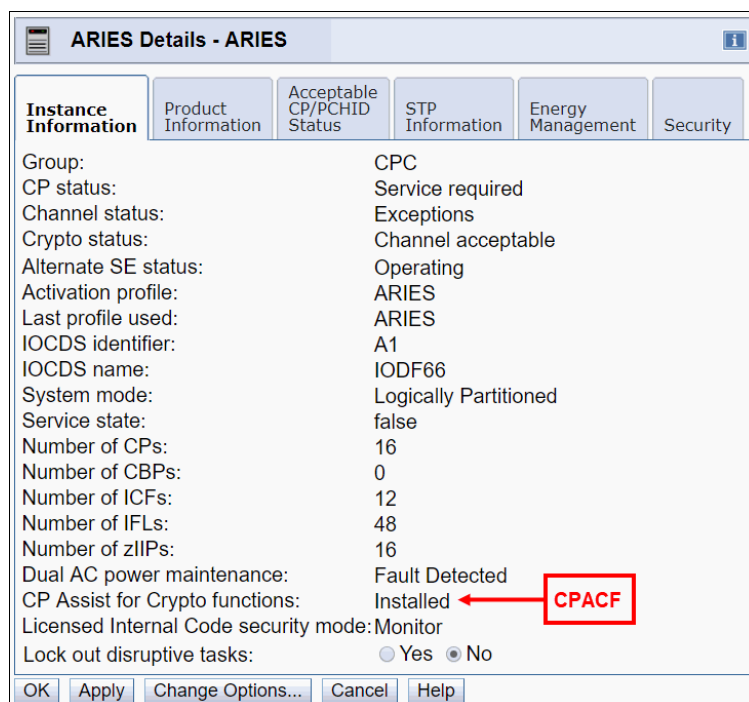 ARIES Details - ARIES
i
Instance Information
Product Information
Acceptable CP/PCHID Status
STP Information
Energy Management
Security
Group: CPC
CP status: Service required
Channel status: Exceptions
Crypto status: Channel acceptable
Alternate SE status: Operating
Activation profile: ARIES
Last profile used: ARIES
IOCDS identifier: A1
IOCDS name: IODF66
System mode: Logically Partitioned
Service state: false
Number of CPs: 16
Number of CBPs: 0
Number of ICFs: 12
Number of IFLs: 48
Number of zIIPs: 16
Dual AC power maintenance: Fault Detected
CP Assist for Crypto functions: Installed CPACF
Licensed Internal Code security mode: Monitor
Lock out disruptive tasks: Yes No
OK Apply Change Options... Cancel Help